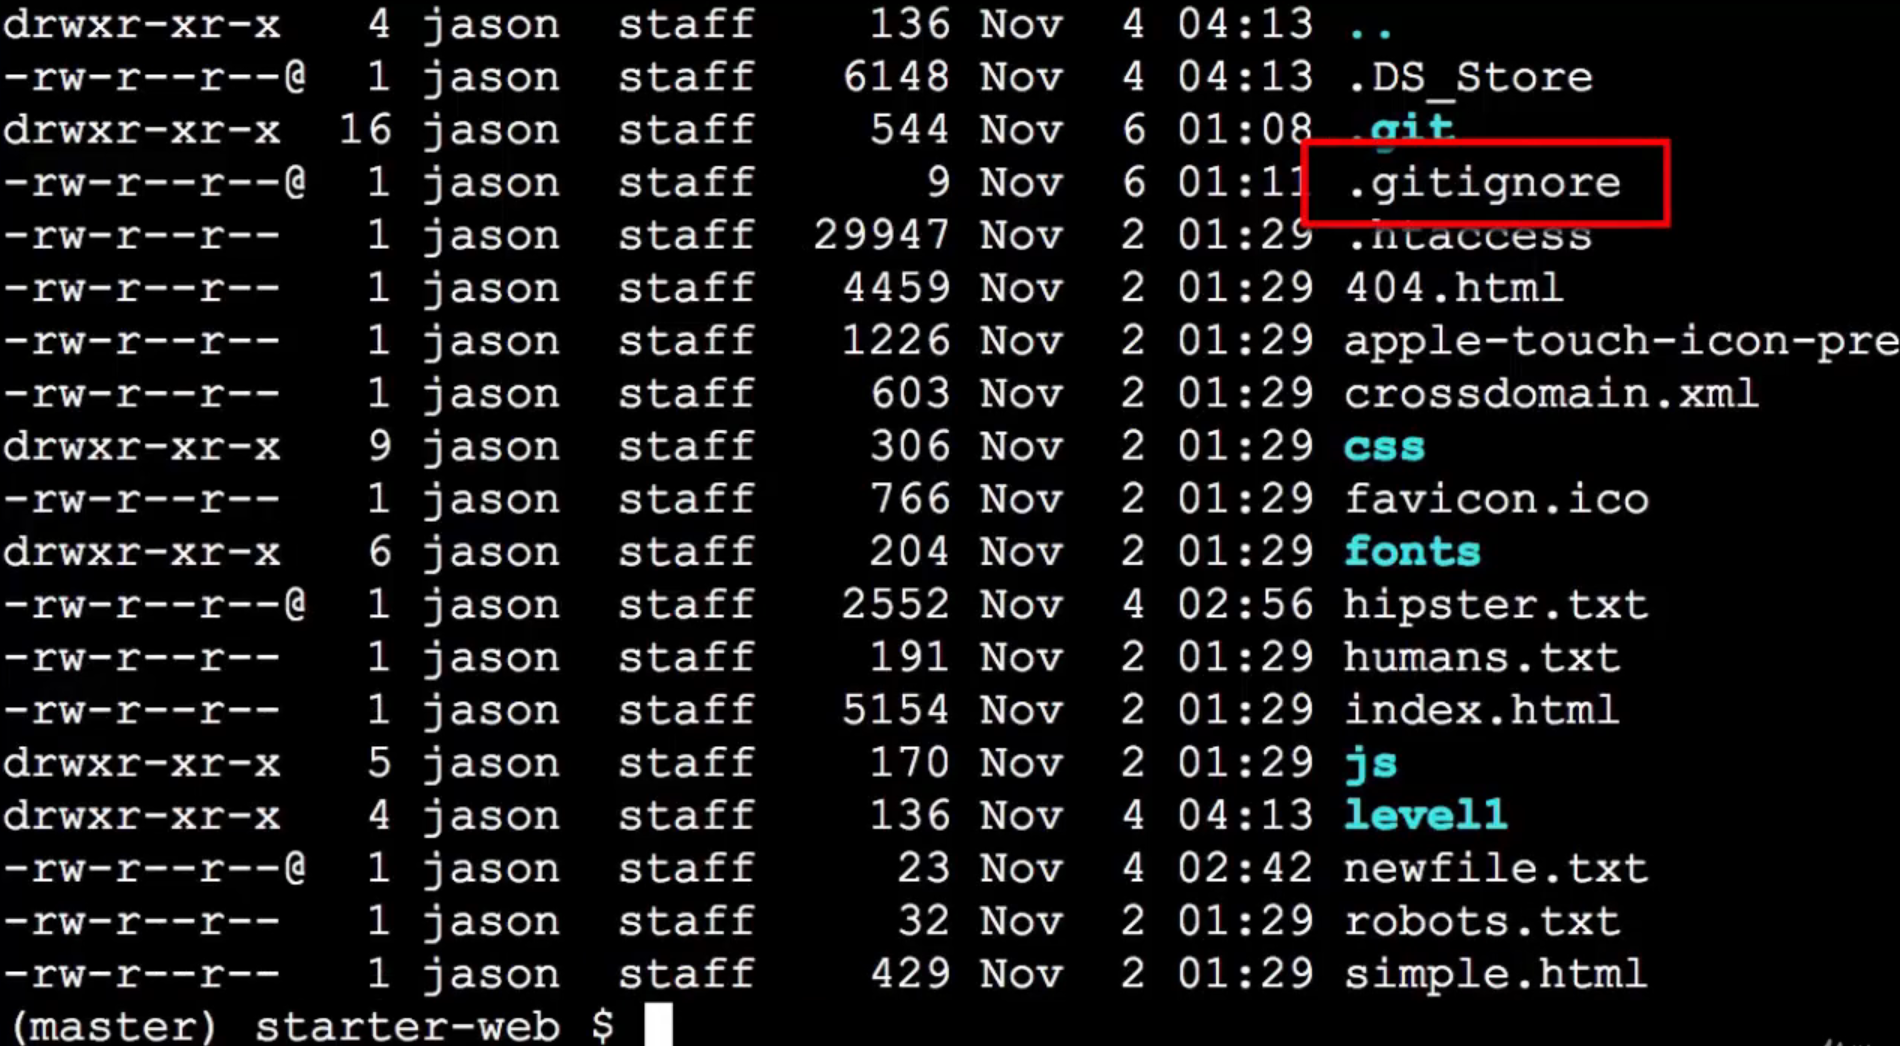 drwxr-xr-x   4 jason  staff    136 Nov  4 04:13 ..
-rw-r--r--@  1 jason  staff   6148 Nov  4 04:13 .DS_Store
drwxr-xr-x  16 jason  staff    544 Nov  6 01:08 .git
-rw-r--r--@  1 jason  staff      9 Nov  6 01:11 .gitignore
-rw-r--r--   1 jason  staff  29947 Nov  2 01:29 .htaccess
-rw-r--r--   1 jason  staff   4459 Nov  2 01:29 404.html
-rw-r--r--   1 jason  staff   1226 Nov  2 01:29 apple-touch-icon-pre
-rw-r--r--   1 jason  staff    603 Nov  2 01:29 crossdomain.xml
drwxr-xr-x   9 jason  staff    306 Nov  2 01:29 css
-rw-r--r--   1 jason  staff    766 Nov  2 01:29 favicon.ico
drwxr-xr-x   6 jason  staff    204 Nov  2 01:29 fonts
-rw-r--r--@  1 jason  staff   2552 Nov  4 02:56 hipster.txt
-rw-r--r--   1 jason  staff    191 Nov  2 01:29 humans.txt
-rw-r--r--   1 jason  staff   5154 Nov  2 01:29 index.html
drwxr-xr-x   5 jason  staff    170 Nov  2 01:29 js
drwxr-xr-x   4 jason  staff    136 Nov  4 04:13 level1
-rw-r--r--@  1 jason  staff     23 Nov  4 02:42 newfile.txt
-rw-r--r--   1 jason  staff     32 Nov  2 01:29 robots.txt
-rw-r--r--   1 jason  staff    429 Nov  2 01:29 simple.html
(master) starter-web $